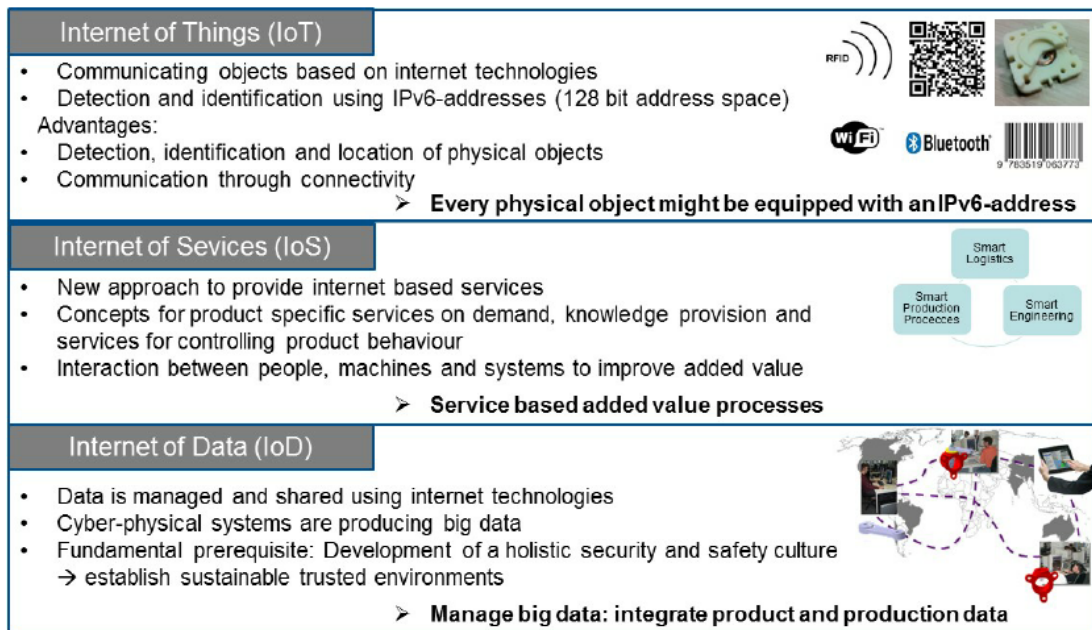 Internet of Things (IoT)
• Communicating objects based on internet technologies
• Detection and identification using IPv6-addresses (128 bit address space)
Advantages:
• Detection, identification and location of physical objects
• Communication through connectivity
➢ Every physical object might be equipped with an IPv6-address
RFID
Wi Fi
Bluetooth
9 783519 063773
Internet of Sevices (IoS)
• New approach to provide internet based services
• Concepts for product specific services on demand, knowledge provision and
services for controlling product behaviour
• Interaction between people, machines and systems to improve added value
➢ Service based added value processes
Smart
Logistics
Smart
Production
Procecces
Smart
Engineering
Internet of Data (IoD)
• Data is managed and shared using internet technologies
• Cyber-physical systems are producing big data
• Fundamental prerequisite: Development of a holistic security and safety culture
→ establish sustainable trusted environments
➢ Manage big data: integrate product and production data